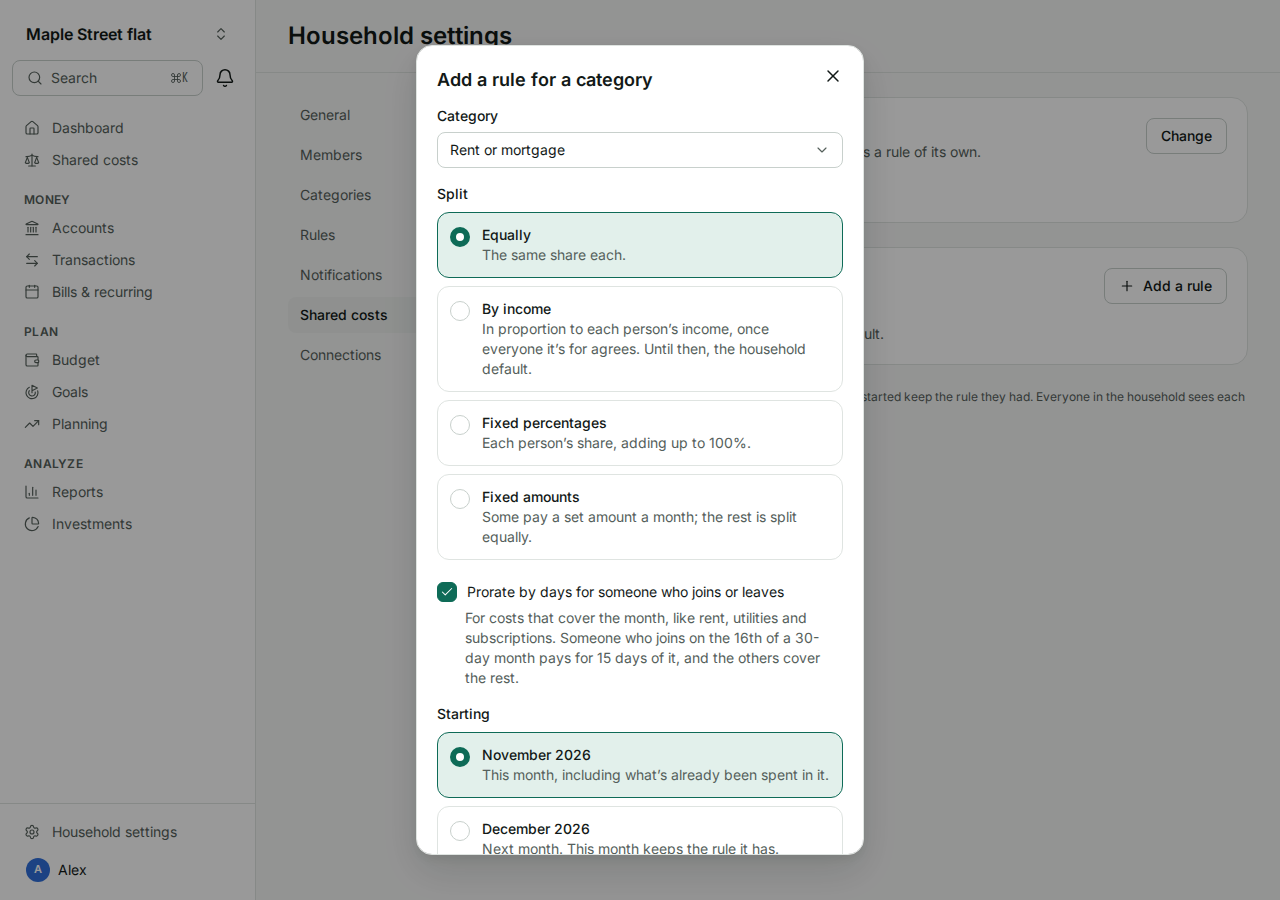 Maple Street flat
Search ⌘K
Dashboard
Shared costs
MONEY
Accounts
Transactions
Bills & recurring
PLAN
Budget
Goals
Planning
ANALYZE
Reports
Investments
Household settings
A Alex
Household settings
General
Members
Categories
Rules
Notifications
Shared costs
Connections
s a rule of its own.
Change
Add a rule
ult.
started keep the rule they had. Everyone in the household sees each
Add a rule for a category
Category
Rent or mortgage
Split
Equally
The same share each.
By income
In proportion to each person’s income, once
everyone it’s for agrees. Until then, the household
default.
Fixed percentages
Each person’s share, adding up to 100%.
Fixed amounts
Some pay a set amount a month; the rest is split
equally.
Prorate by days for someone who joins or leaves
For costs that cover the month, like rent, utilities and
subscriptions. Someone who joins on the 16th of a 30-
day month pays for 15 days of it, and the others cover
the rest.
Starting
November 2026
This month, including what’s already been spent in it.
December 2026
Next month. This month keeps the rule it has.